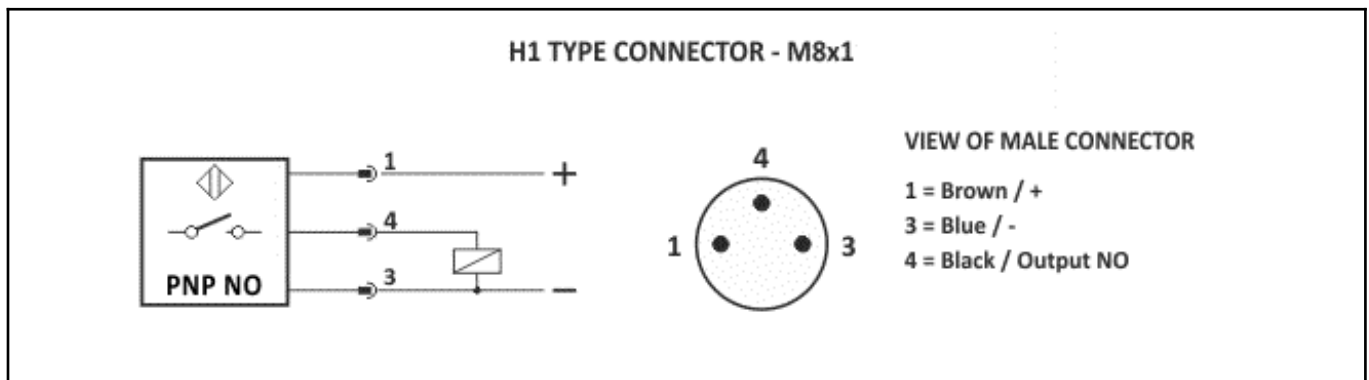 H1 TYPE CONNECTOR - M8x1
1
+
4
PNP NO
3
−
4
1
3
VIEW OF MALE CONNECTOR
1 = Brown / +
3 = Blue / -
4 = Black / Output NO